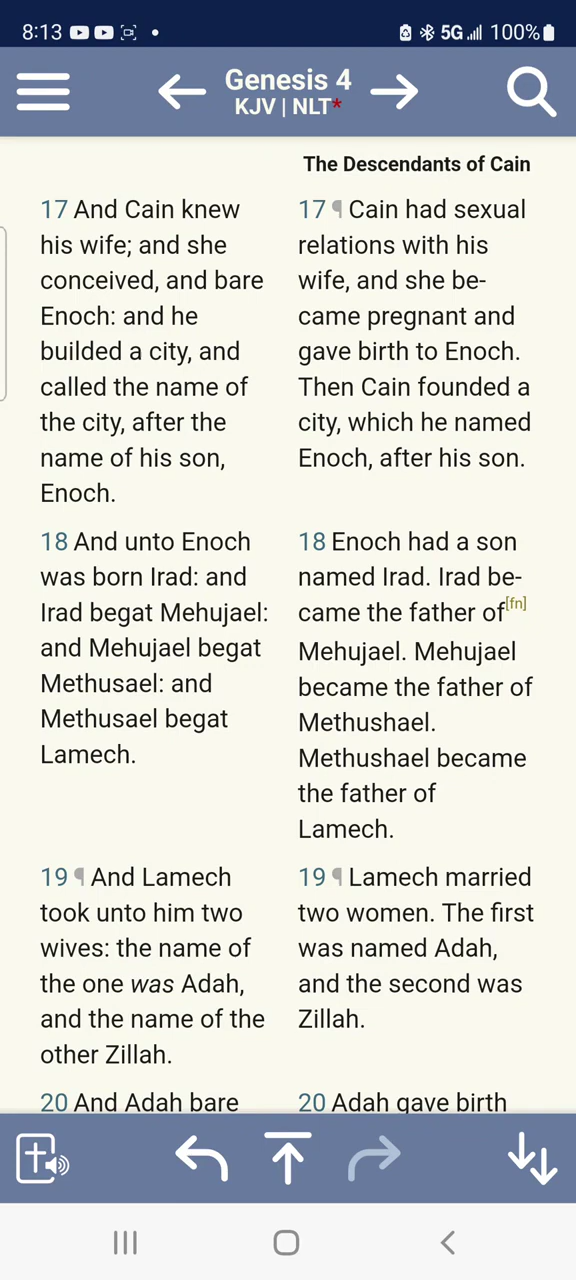 8:13
5G 100%
Genesis 4
KJV | NLT*
The Descendants of Cain
17 And Cain knew
his wife; and she
conceived, and bare
Enoch: and he
builded a city, and
called the name of
the city, after the
name of his son,
Enoch.
17 ¶ Cain had sexual
relations with his
wife, and she be-
came pregnant and
gave birth to Enoch.
Then Cain founded a
city, which he named
Enoch, after his son.
18 And unto Enoch
was born Irad: and
Irad begat Mehujael:
and Mehujael begat
Methusael: and
Methusael begat
Lamech.
18 Enoch had a son
named Irad. Irad be-
came the father of[fn]
Mehujael. Mehujael
became the father of
Methushael.
Methushael became
the father of
Lamech.
19 ¶ And Lamech
took unto him two
wives: the name of
the one was Adah,
and the name of the
other Zillah.
19 ¶ Lamech married
two women. The first
was named Adah,
and the second was
Zillah.
20 And Adah bare
20 Adah gave birth